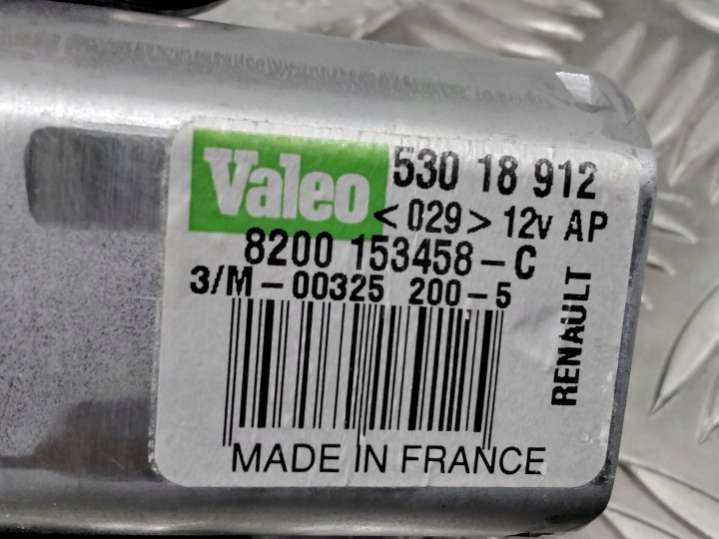 Valeo 530 18 912
<029> 12v AP
8200 153458-C
3/M-00325 200-5
RENAULT
MADE IN FRANCE